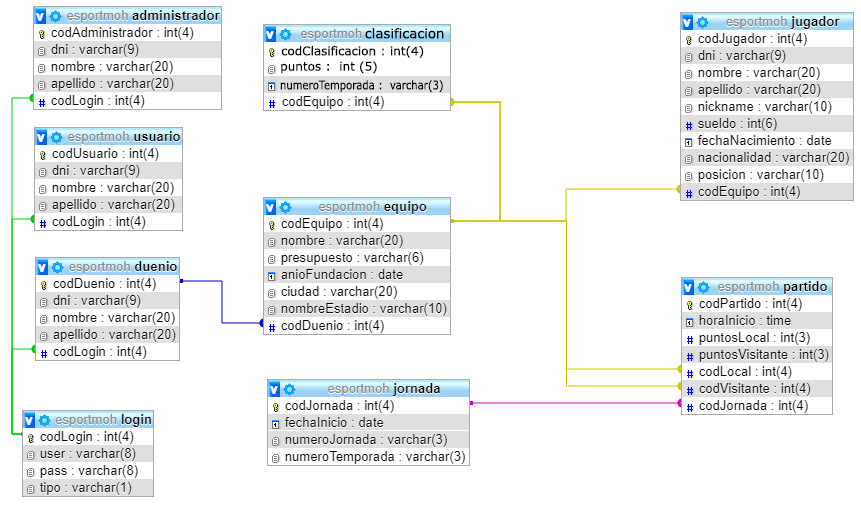 esportmoh administrador
codAdministrador : int(4)
dni : varchar(9)
nombre : varchar(20)
apellido : varchar(20)
codLogin : int(4)
esportmoh usuario
codUsuario : int(4)
dni : varchar(9)
nombre : varchar(20)
apellido : varchar(20)
codLogin : int(4)
esportmoh duenio
codDuenio : int(4)
dni : varchar(9)
nombre : varchar(20)
apellido : varchar(20)
codLogin : int(4)
esportmoh login
codLogin : int(4)
user : varchar(8)
pass : varchar(8)
tipo : varchar(1)
esportmoh clasificacion
codClasificacion : int(4)
puntos : int (5)
numeroTemporada : varchar(3)
codEquipo : int(4)
esportmoh equipo
codEquipo : int(4)
nombre : varchar(20)
presupuesto : varchar(6)
anioFundacion : date
ciudad : varchar(20)
nombreEstadio : varchar(10)
codDuenio : int(4)
esportmoh jornada
codJornada : int(4)
fechaInicio : date
numeroJornada : varchar(3)
numeroTemporada : varchar(3)
esportmoh jugador
codJugador : int(4)
dni : varchar(9)
nombre : varchar(20)
apellido : varchar(20)
nickname : varchar(10)
sueldo : int(6)
fechaNacimiento : date
nacionalidad : varchar(20)
posicion : varchar(10)
codEquipo : int(4)
esportmoh partido
codPartido : int(4)
horaInicio : time
puntosLocal : int(3)
puntosVisitante : int(3)
codLocal : int(4)
codVisitante : int(4)
codJornada : int(4)